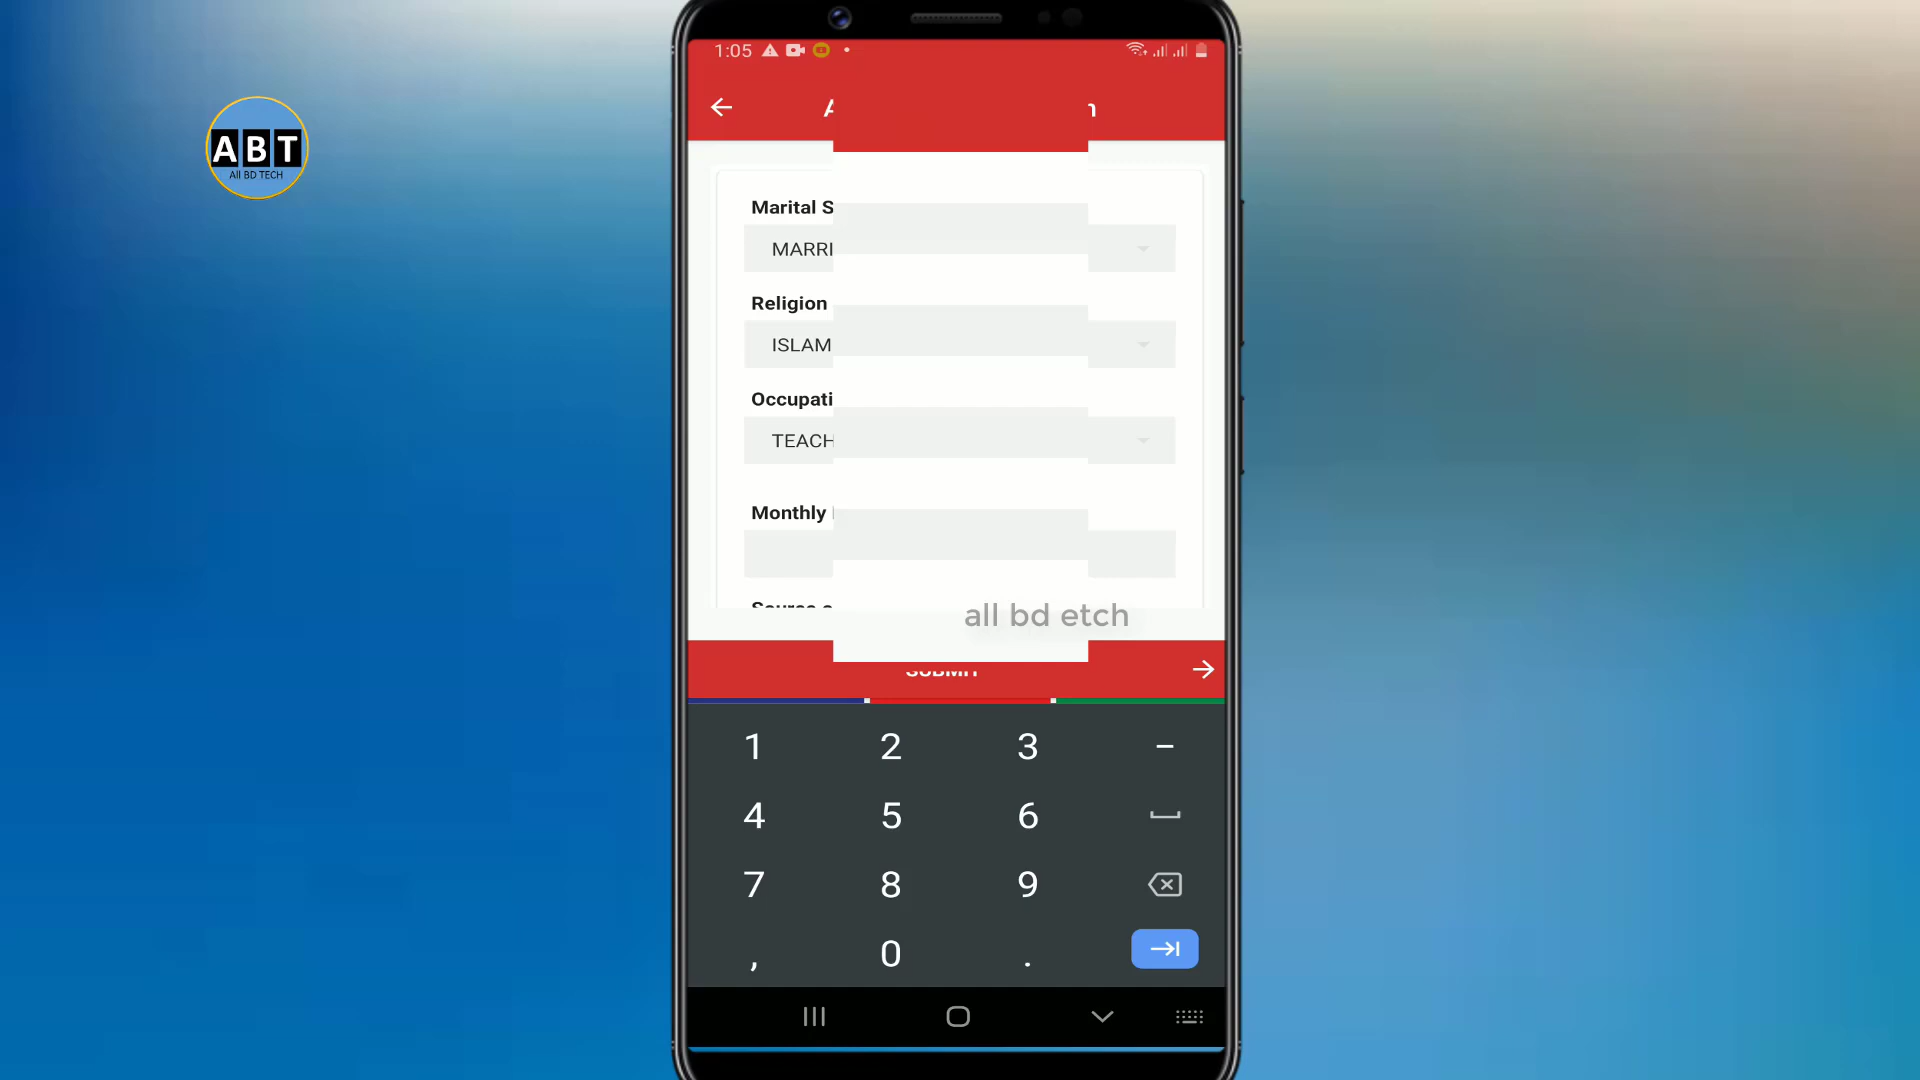 1:05
ABT
All BD TECH
Marital S
MARRI
Religion
ISLAM
Occupati
TEACH
Monthly
all bd etch
SUBMIT
1 2 3 -
4 5 6
7 8 9
, 0 .